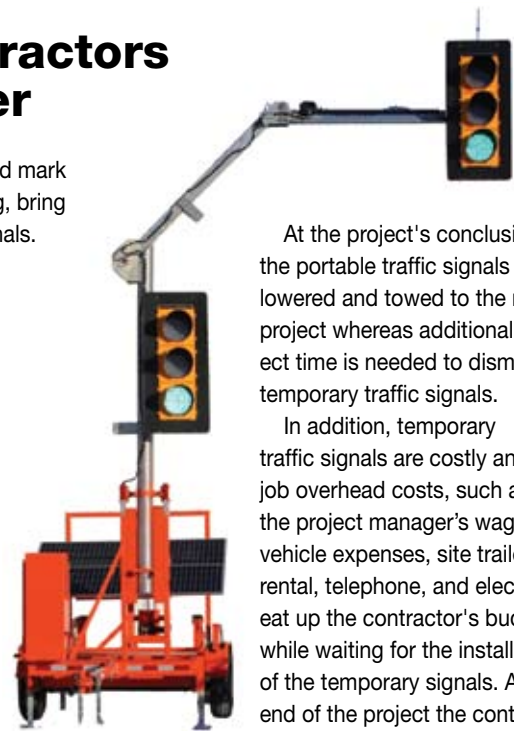 ractors
er
d mark
g, bring
nals.
At the project's conclusi
the portable traffic signals
lowered and towed to the n
project whereas additional
ect time is needed to dism
temporary traffic signals.
In addition, temporary
traffic signals are costly an
job overhead costs, such a
the project manager’s wag
vehicle expenses, site traile
rental, telephone, and elec
eat up the contractor's bud
while waiting for the install
of the temporary signals. A
end of the project the cont